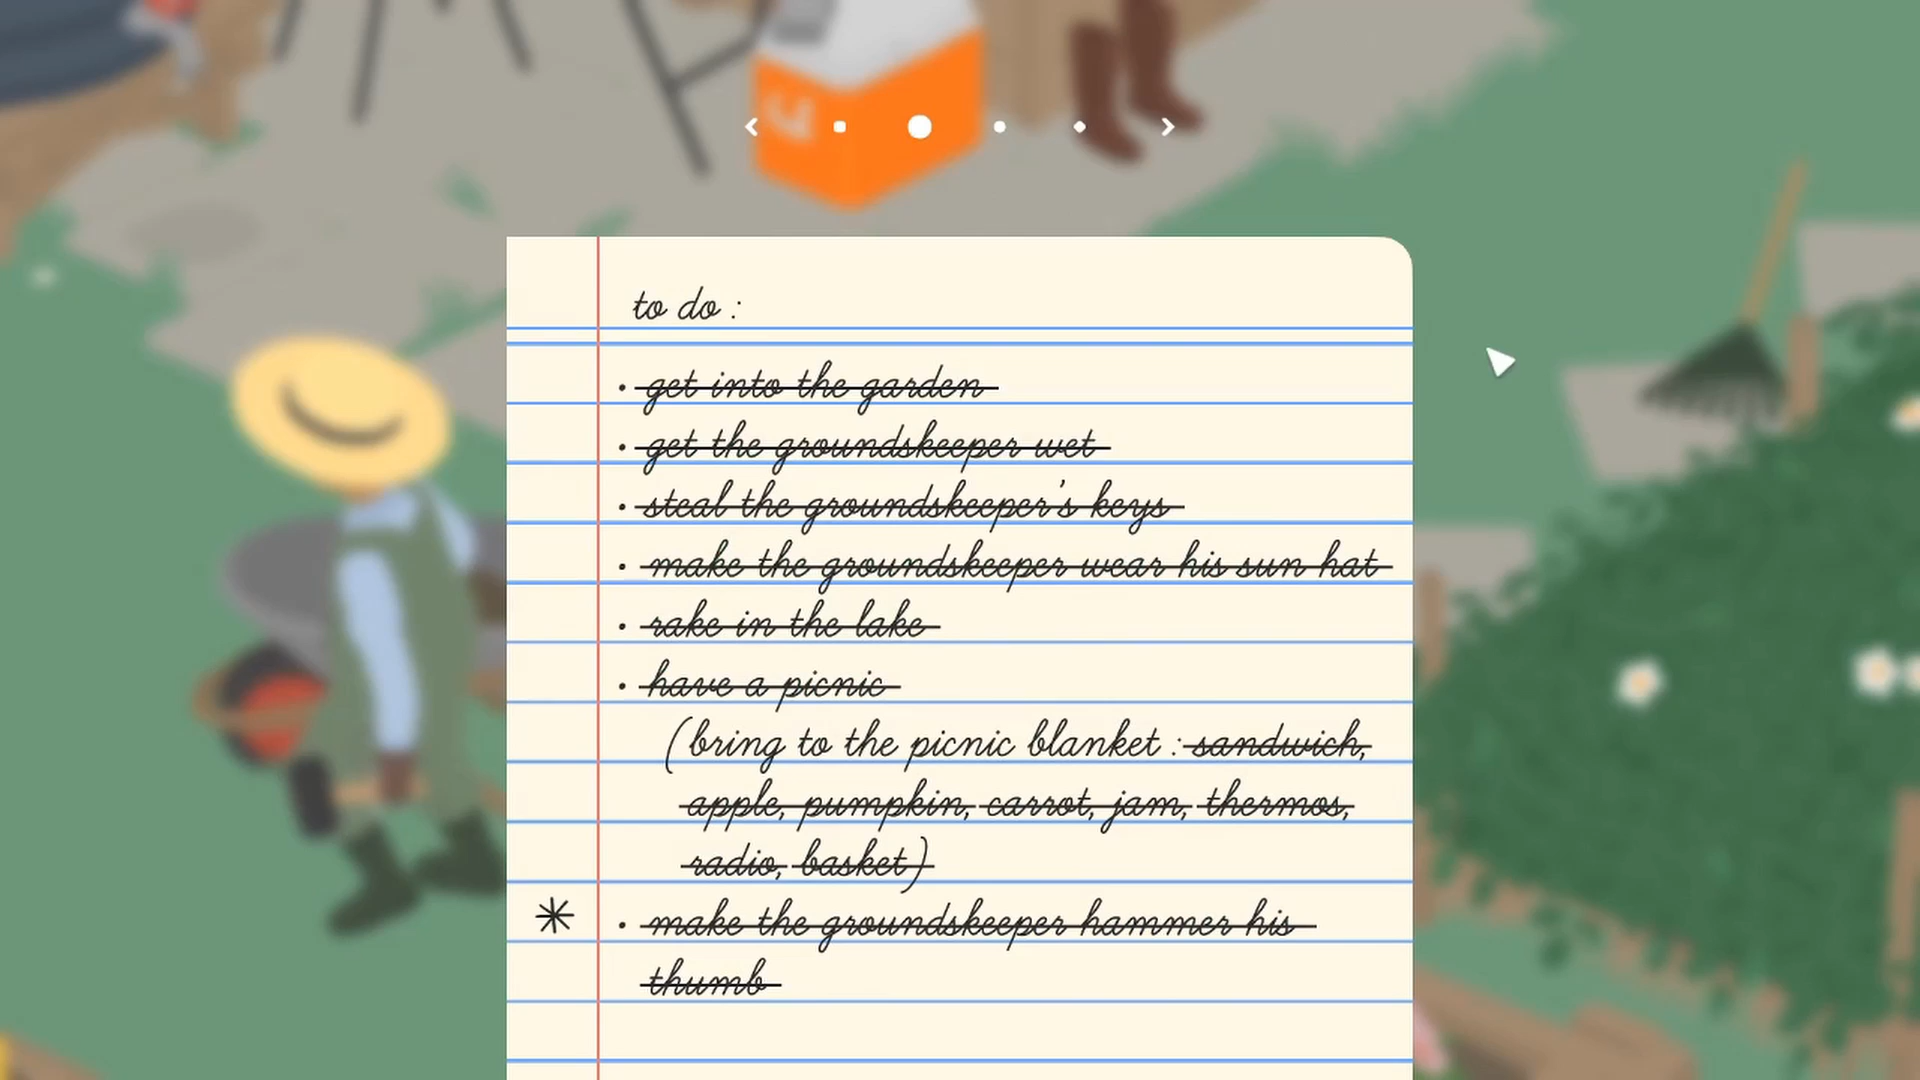 to do :
• get into the garden
• get the groundskeeper wet
• steal the groundskeeper's keys
• make the groundskeeper wear his sun hat
• rake in the lake
• have a picnic
(bring to the picnic blanket : sandwich,
apple, pumpkin, carrot, jam, thermos,
radio, basket)
• make the groundskeeper hammer his
thumb